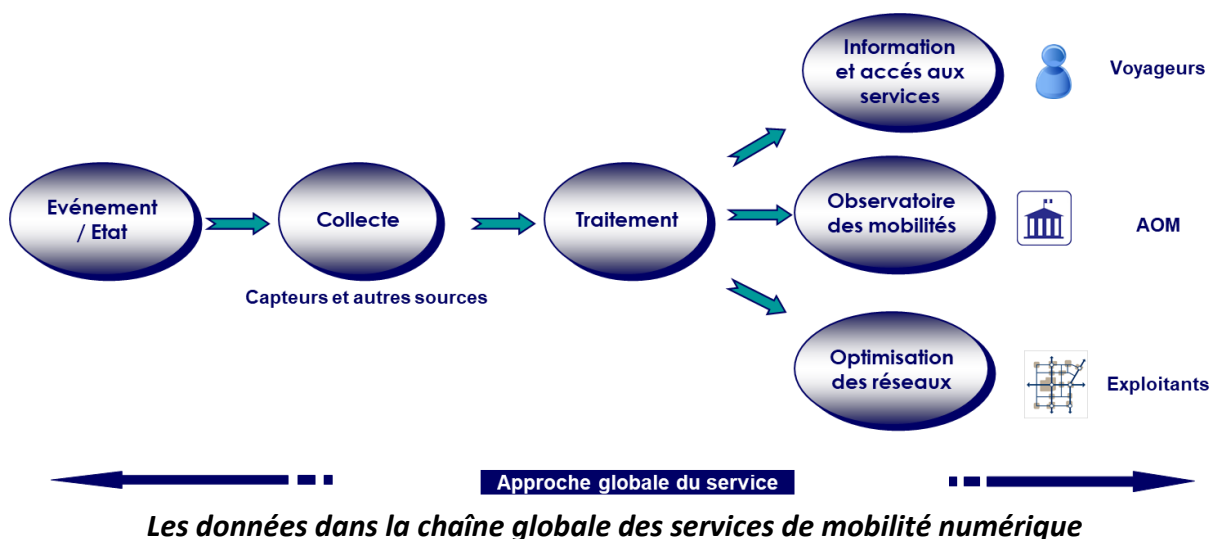 Information
et accés aux
services
Voyageurs
Evénement
/ Etat
Collecte
Traitement
Observatoire
des mobilités
AOM
Capteurs et autres sources
Optimisation
des réseaux
Exploitants
Approche globale du service
Les données dans la chaîne globale des services de mobilité numérique